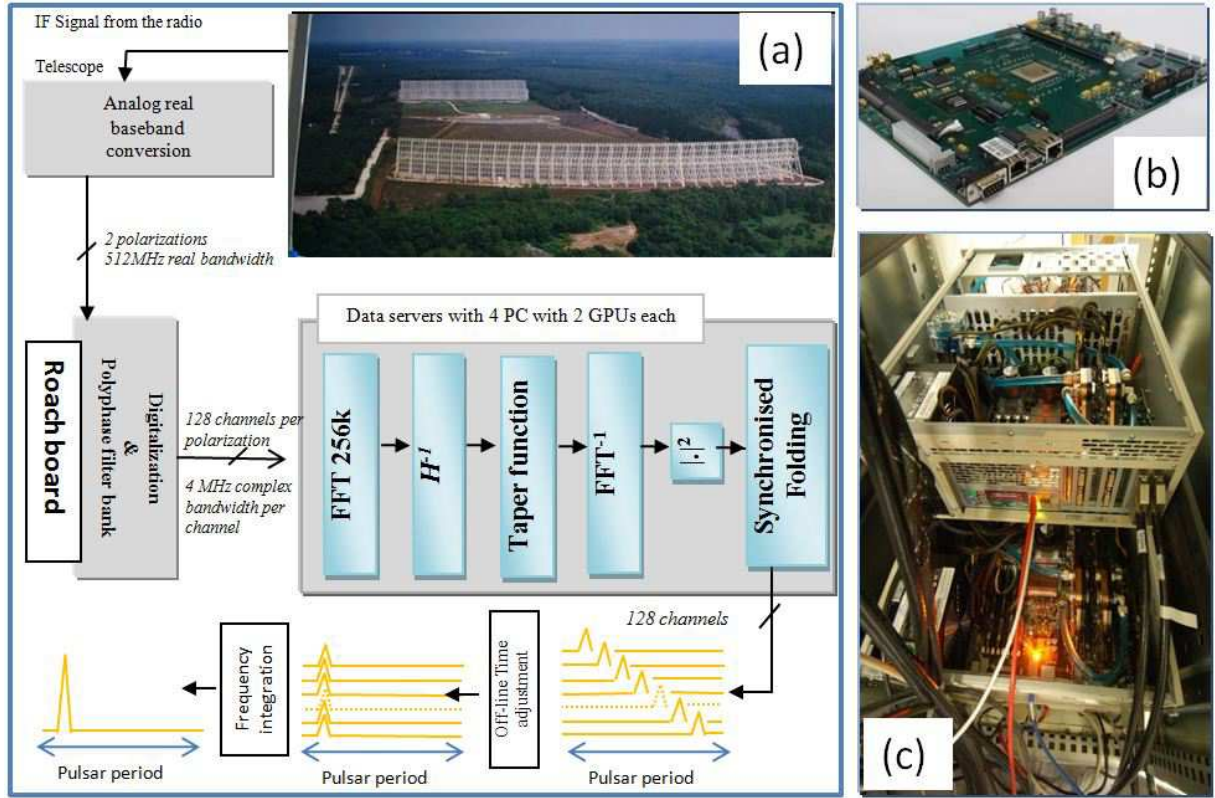 IF Signal from the radio
Telescope
(a)
Analog real
baseband
conversion
2 polarizations
512MHz real bandwidth
Data servers with 4 PC with 2 GPUs each
Roach board
Digitalization
&
Polyphase filter bank
128 channels per
polarization
4 MHz complex
bandwidth per
channel
FFT 256k
H-1
Taper function
FFT-1
|.|2
Synchronised
Folding
128 channels
Off-line Time
adjustment
Frequency
integration
Pulsar period
Pulsar period
Pulsar period
(b)
(c)